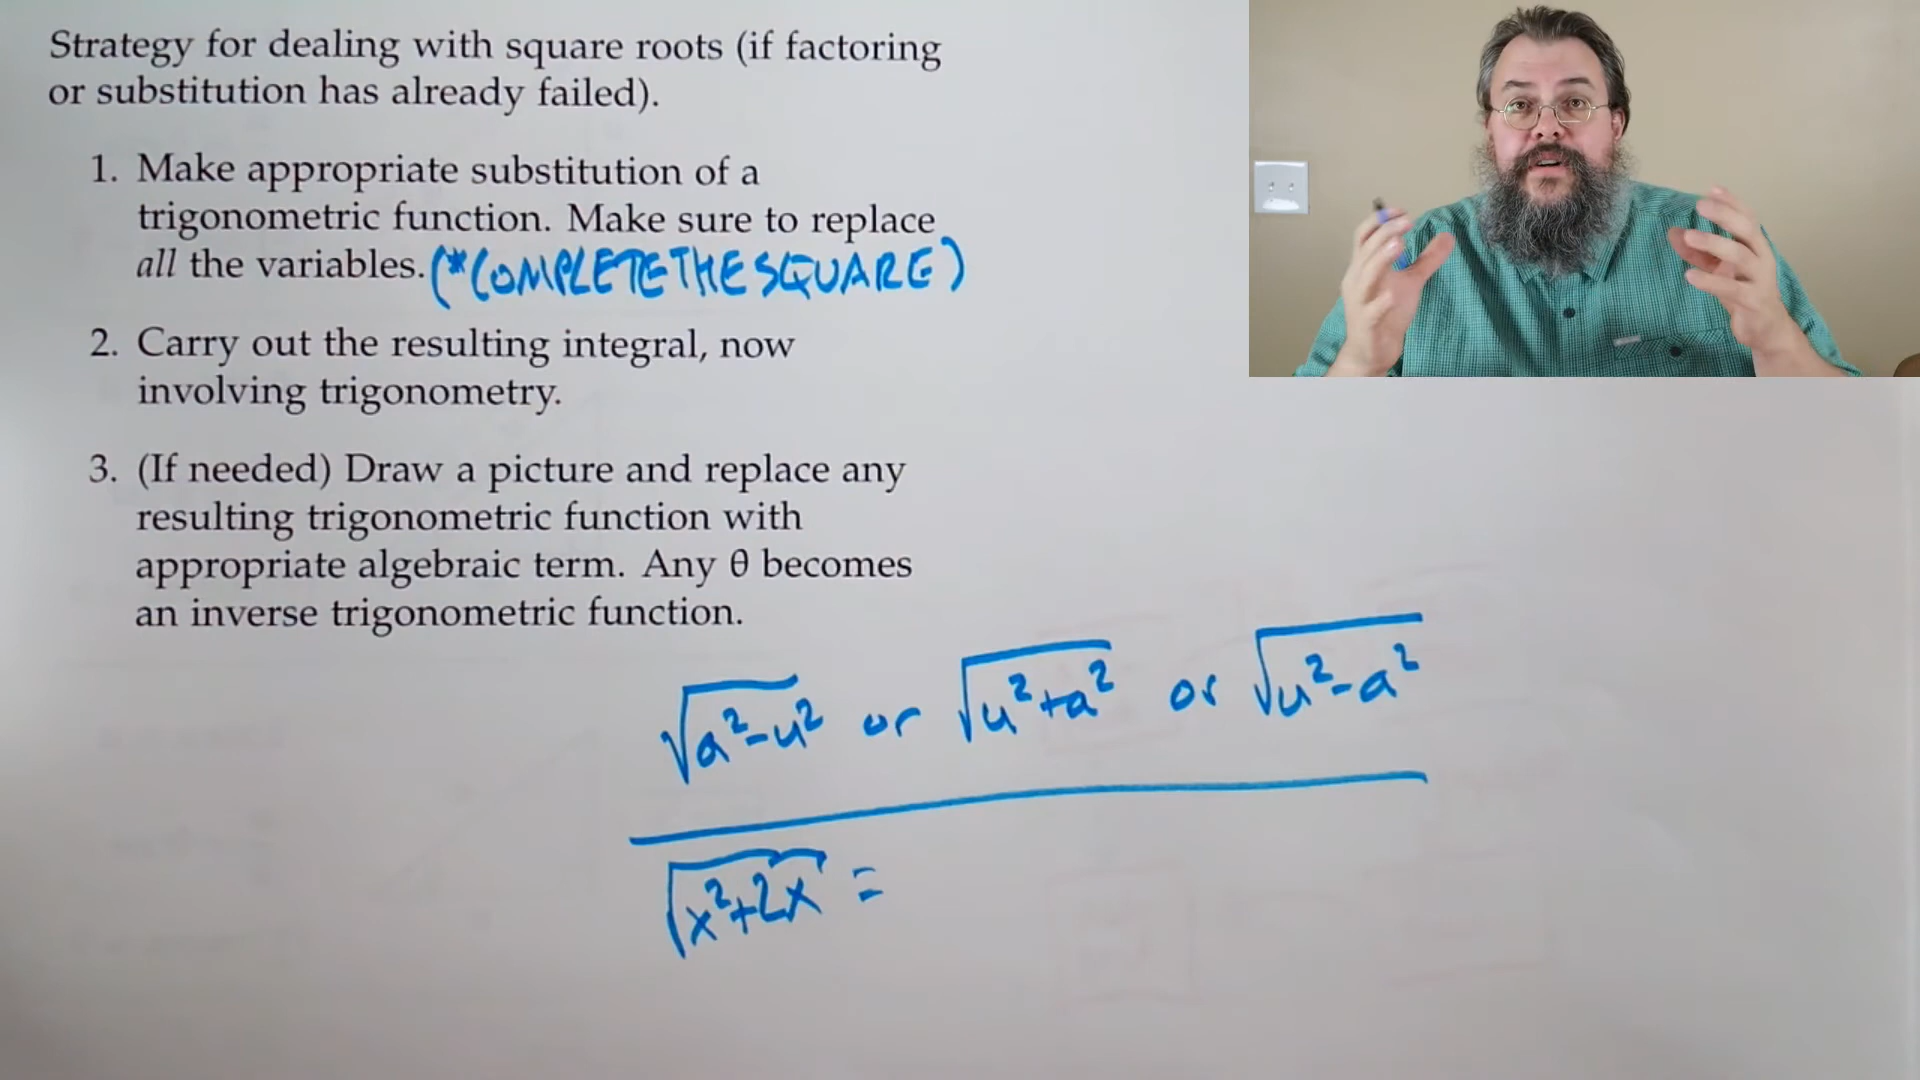 Strategy for dealing with square roots (if factoring
or substitution has already failed).
1. Make appropriate substitution of a
trigonometric function. Make sure to replace
all the variables. (*COMPLETE THE SQUARE)
2. Carry out the resulting integral, now
involving trigonometry.
3. (If needed) Draw a picture and replace any
resulting trigonometric function with
appropriate algebraic term. Any θ becomes
an inverse trigonometric function.
√(a²-u²) or √(u²+a²) or √(u²-a²)
√(x²+2x) =